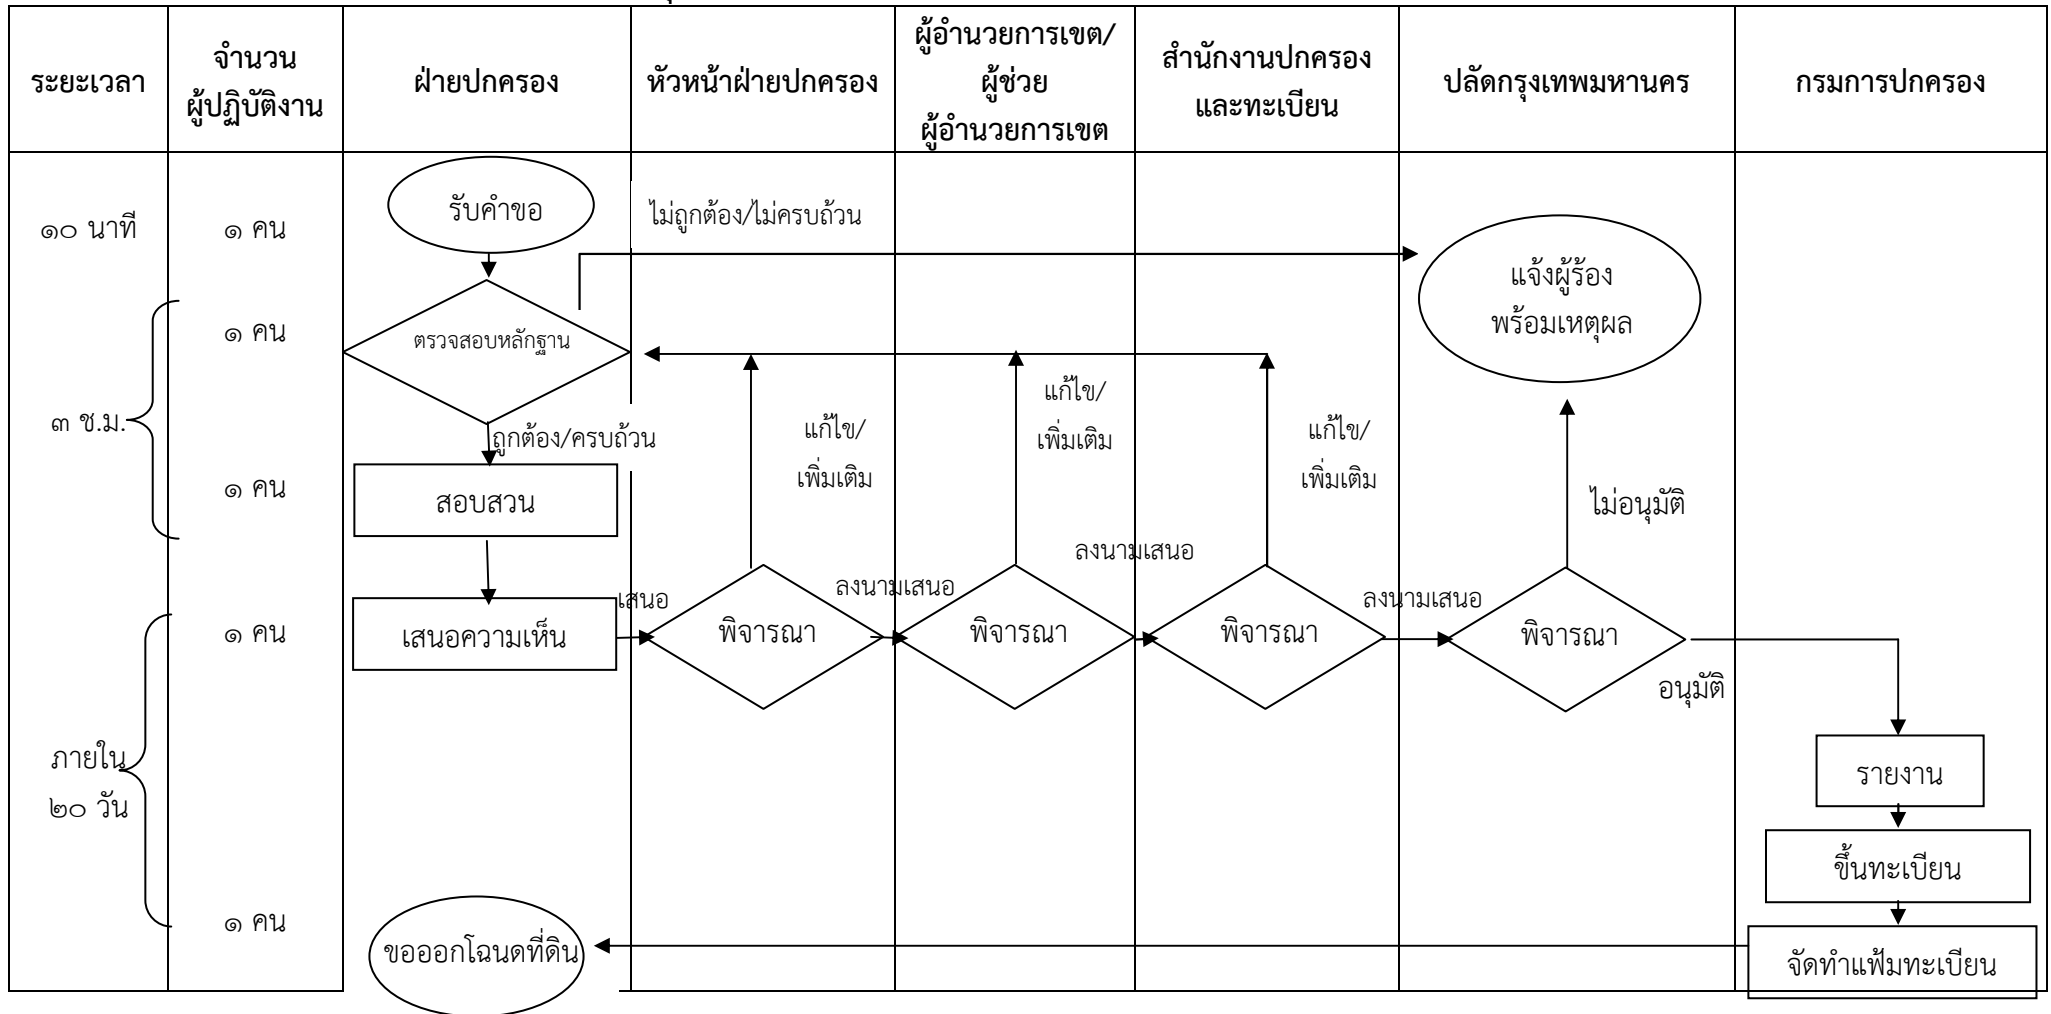 ระยะเวลา
จำนวน
ผู้ปฏิบัติงาน
ฝ่ายปกครอง
หัวหน้าฝ่ายปกครอง
ผู้อำนวยการเขต/
ผู้ช่วย
ผู้อำนวยการเขต
สำนักงานปกครอง
และทะเบียน
ปลัดกรุงเทพมหานคร
กรมการปกครอง
๑๐ นาที
๑ คน
รับคำขอ
ไม่ถูกต้อง/ไม่ครบถ้วน
แจ้งผู้ร้อง
พร้อมเหตุผล
๑ คน
ตรวจสอบหลักฐาน
๓ ช.ม.
ถูกต้อง/ครบถ้วน
แก้ไข/
เพิ่มเติม
แก้ไข/
เพิ่มเติม
แก้ไข/
เพิ่มเติม
๑ คน
สอบสวน
ไม่อนุมัติ
๑ คน
เสนอความเห็น
เสนอ
พิจารณา
ลงนามเสนอ
พิจารณา
ลงนามเสนอ
พิจารณา
ลงนามเสนอ
พิจารณา
อนุมัติ
ภายใน
๒๐ วัน
รายงาน
ขึ้นทะเบียน
๑ คน
ขอออกโฉนดที่ดิน
จัดทำแฟ้มทะเบียน